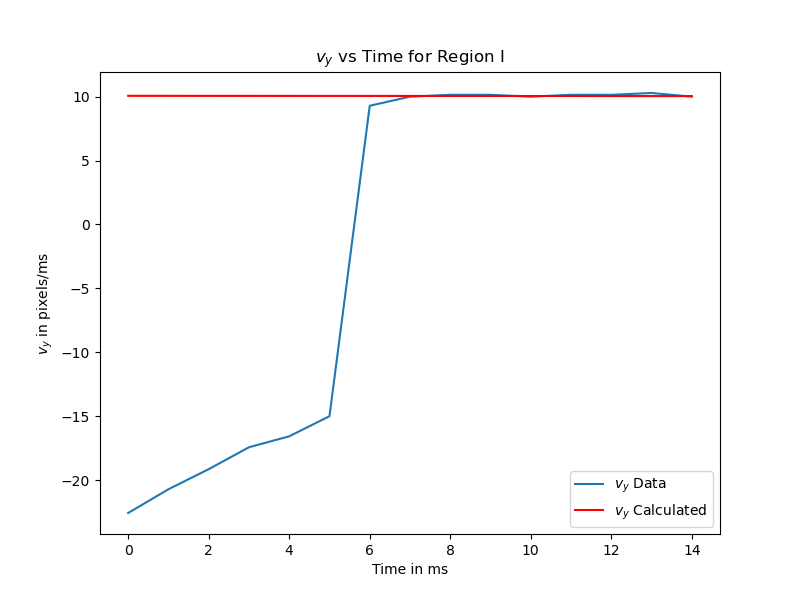 v_y vs Time for Region I
10
5
0
−5
−10
−15
−20
v_y in pixels/ms
0 2 4 6 8 10 12 14
Time in ms
v_y Data
v_y Calculated